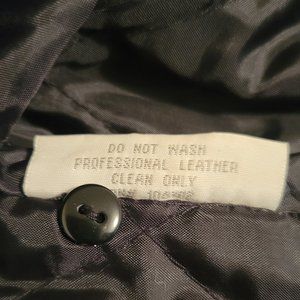 DO NOT WASH
PROFESSIONAL LEATHER
CLEAN ONLY